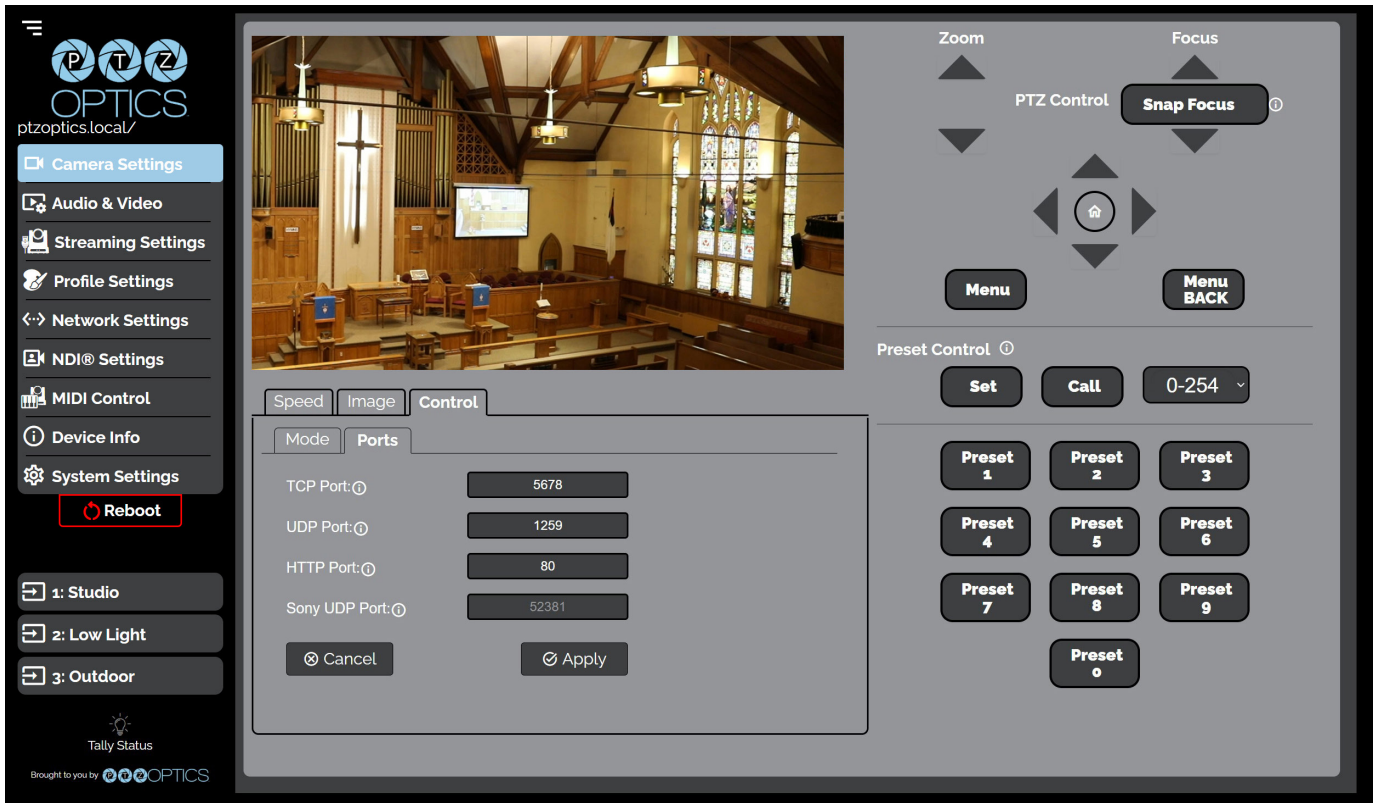 P T Z
OPTICS
ptzoptics.local/
Camera Settings
Audio & Video
Streaming Settings
Profile Settings
Network Settings
NDI® Settings
MIDI Control
Device Info
System Settings
Reboot
1: Studio
2: Low Light
3: Outdoor
Tally Status
Brought to you by PTZOPTICS
Speed Image Control
Mode Ports
TCP Port: 5678
UDP Port: 1259
HTTP Port: 80
Sony UDP Port: 52381
Cancel Apply
Zoom Focus
PTZ Control Snap Focus
Menu Menu
BACK
Preset Control
Set Call 0-254
Preset
1
Preset
2
Preset
3
Preset
4
Preset
5
Preset
6
Preset
7
Preset
8
Preset
9
Preset
0